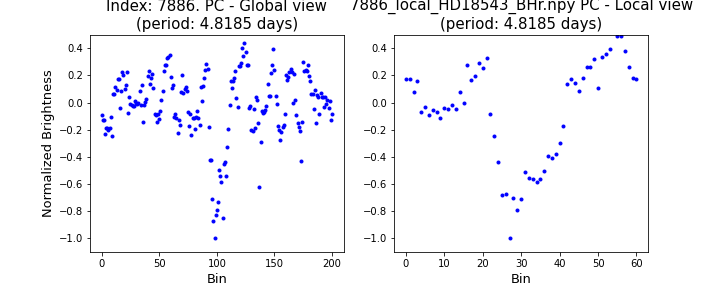 Index: 7886. PC - Global view
(period: 4.8185 days)
7886_local_HD18543_BHr.npy PC - Local view
(period: 4.8185 days)
Normalized Brightness
0.4
0.2
0.0
−0.2
−0.4
−0.6
−0.8
−1.0
0 50 100 150 200
Bin
0.4
0.2
0.0
−0.2
−0.4
−0.6
−0.8
−1.0
0 10 20 30 40 50 60
Bin